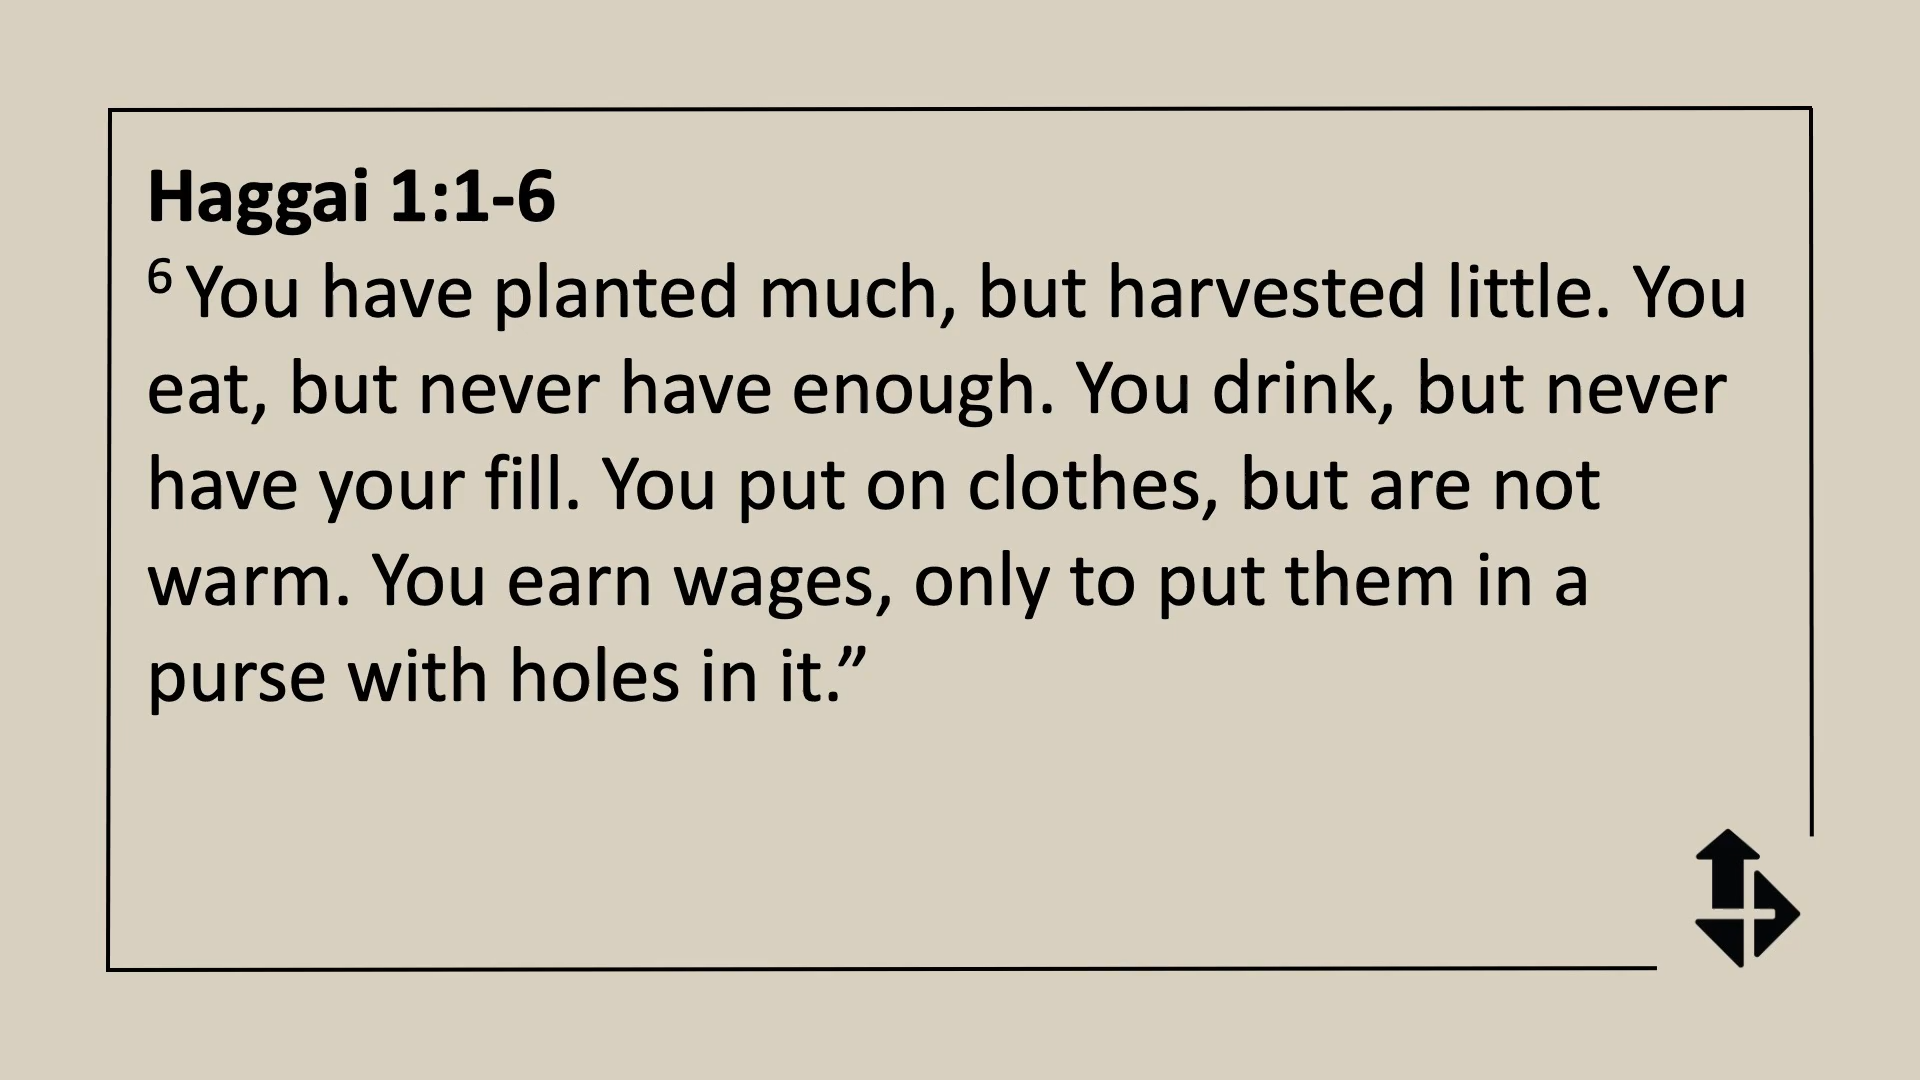 Haggai 1:1-6
6 You have planted much, but harvested little. You
eat, but never have enough. You drink, but never
have your fill. You put on clothes, but are not
warm. You earn wages, only to put them in a
purse with holes in it.”